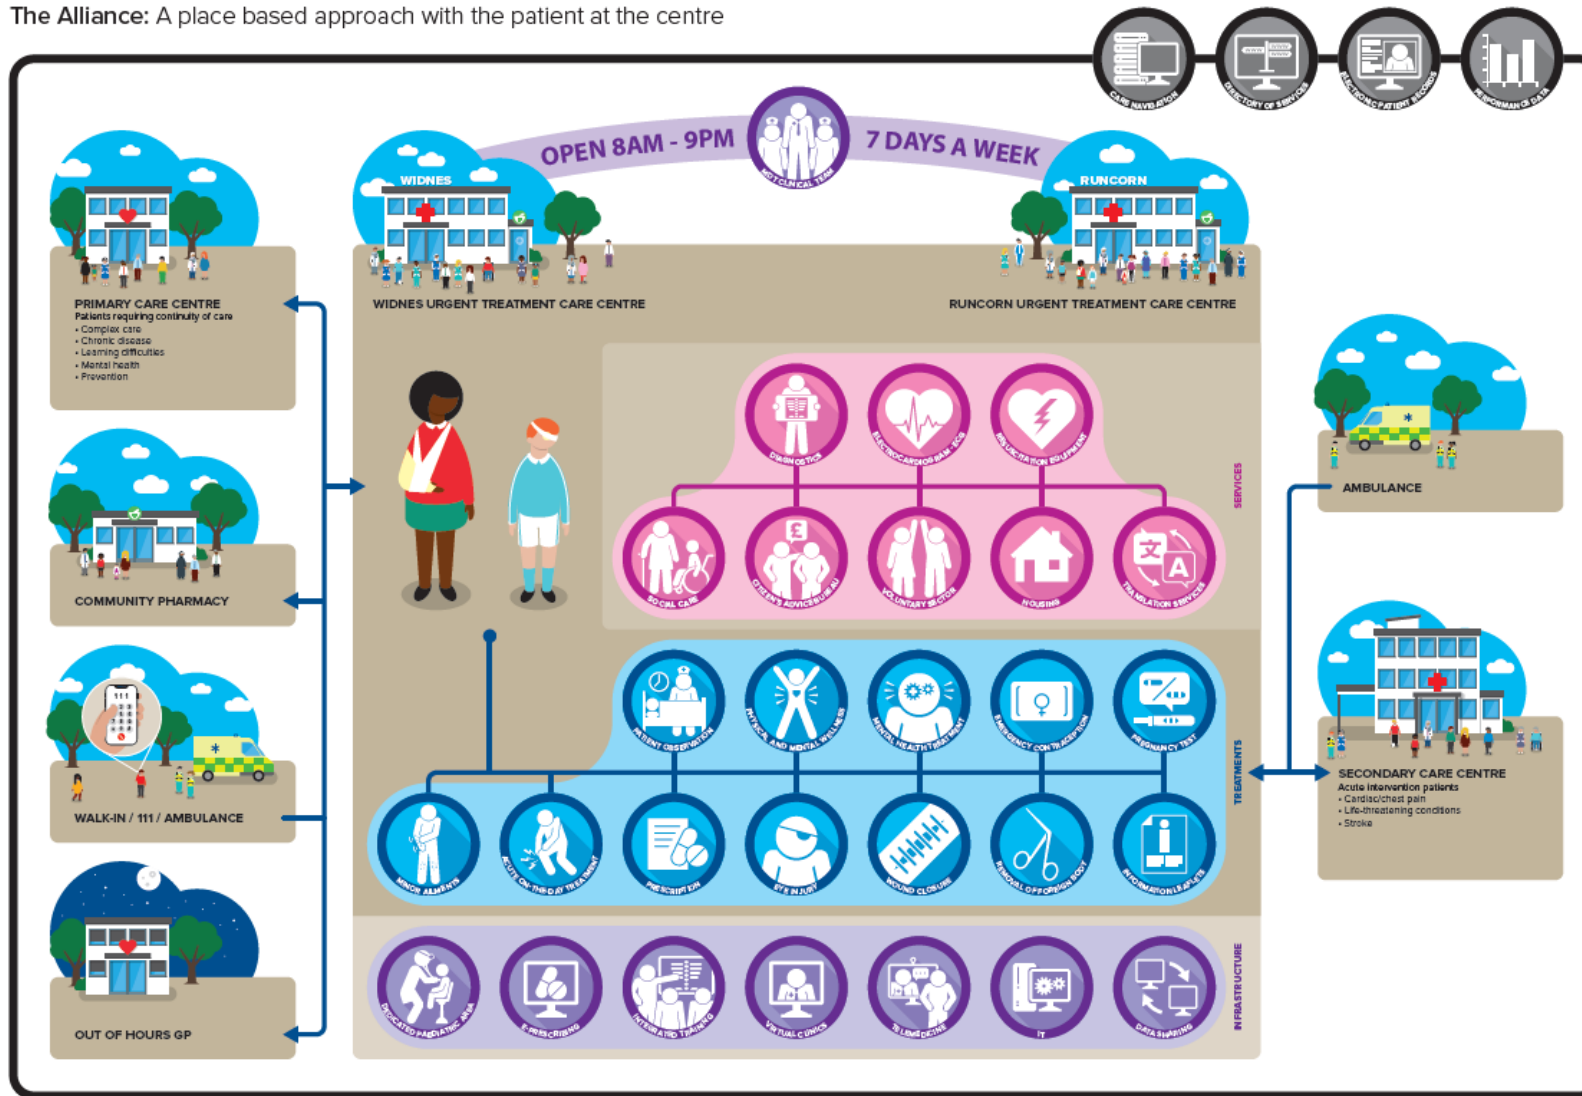 The Alliance: A place based approach with the patient at the centre
CARE NAVIGATION
DIRECTORY OF SERVICES
ELECTRONIC PATIENT RECORDS
PERFORMANCE DATA
OPEN 8AM - 9PM
MDT CLINICAL TEAM
7 DAYS A WEEK
WIDNES
RUNCORN
PRIMARY CARE CENTRE
Patients requiring continuity of care
• Complex care
• Chronic disease
• Learning difficulties
• Mental health
• Prevention
WIDNES URGENT TREATMENT CARE CENTRE
RUNCORN URGENT TREATMENT CARE CENTRE
COMMUNITY PHARMACY
111
WALK-IN / 111 / AMBULANCE
OUT OF HOURS GP
SERVICES
DIAGNOSTICS
ELECTROCARDIOGRAM - ECG
RESUSCITATION EQUIPMENT
£
文
A
SOCIAL CARE
CITIZEN'S ADVICE BUREAU
VOLUNTARY SECTOR
HOUSING
TRANSLATION SERVICES
TREATMENTS
PATIENT OBSERVATION
PHYSICAL AND MENTAL WELLNESS
MENTAL HEALTH TREATMENT
EMERGENCY CONTRACEPTION
PREGNANCY TEST
MINOR AILMENTS
ACUTE ON-THE-DAY TREATMENT
PRESCRIPTION
EYE INJURY
WOUND CLOSURE
REMOVAL OF FOREIGN BODY
INFORMATION LEAFLETS
INFRASTRUCTURE
DEDICATED PAEDIATRIC AREA
E-PRESCRIBING
INTEGRATED TRAINING
VIRTUAL CLINICS
TELEMEDICINE
IT
DATA SHARING
AMBULANCE
SECONDARY CARE CENTRE
Acute intervention patients
• Cardiac/chest pain
• Life-threatening conditions
• Stroke